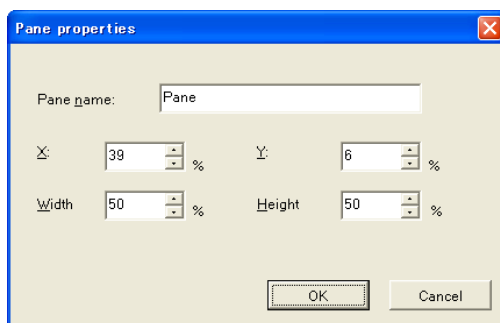 Pane properties
Pane name: Pane
X: 39 % Y: 6 %
Width 50 % Height 50 %
OK Cancel